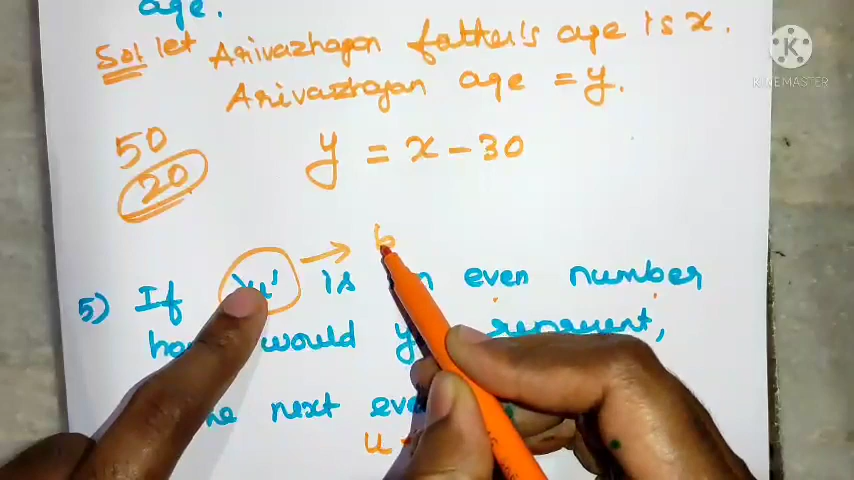 age.
Sol: let Arivazhagan father's age is x.
Arivazhagan age = y.
K
KINEMASTER
50
y = x - 30
20
5) If 'u' is an even number
would represent,
next
u